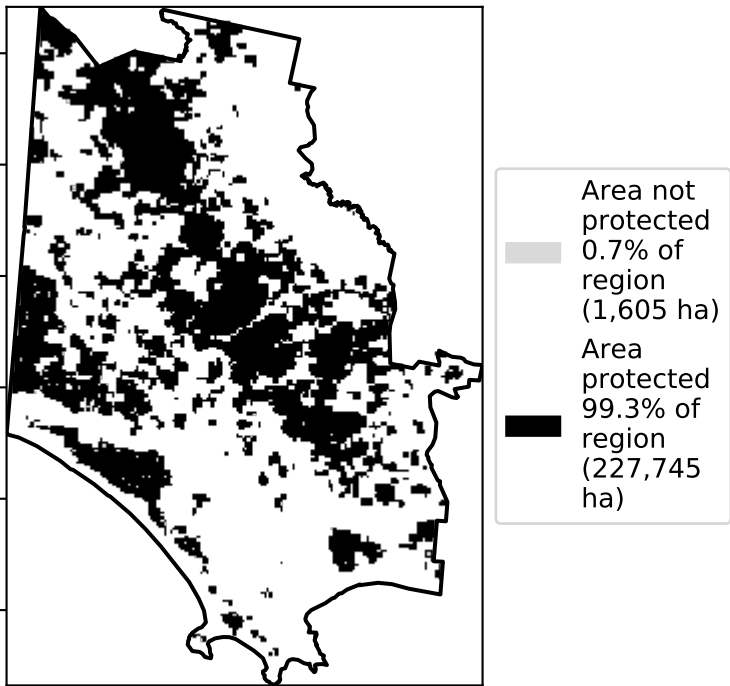 Area not
protected
0.7% of
region
(1,605 ha)
Area
protected
99.3% of
region
(227,745
ha)